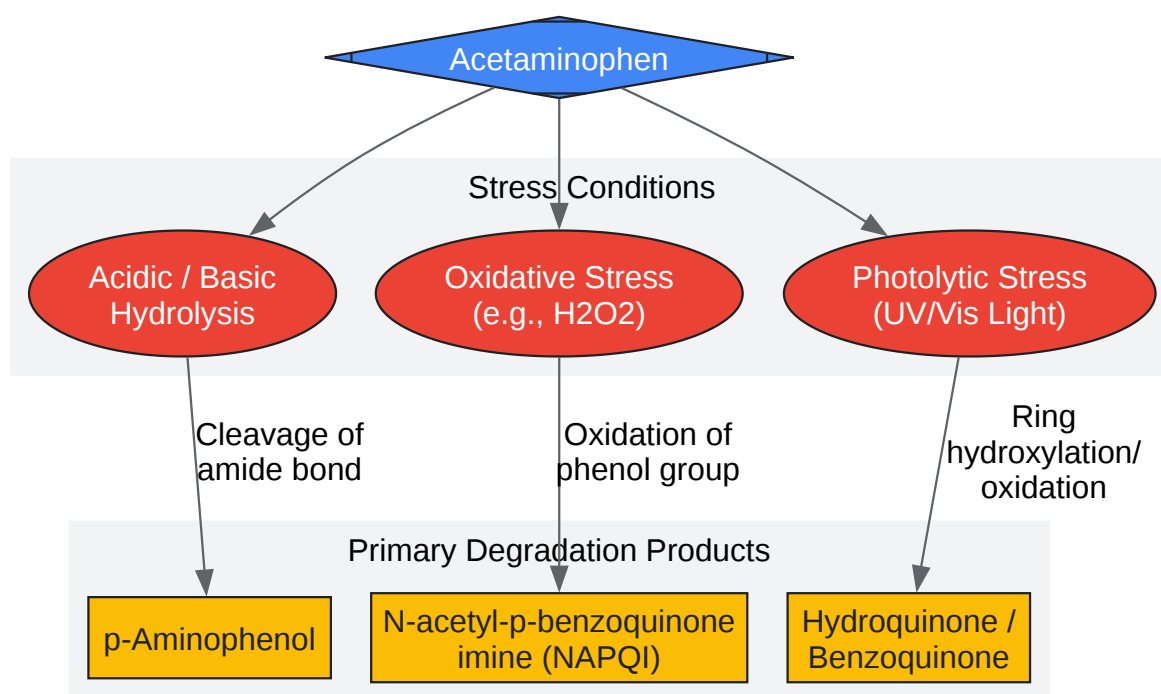 Acetaminophen
Stress Conditions
Acidic / Basic
Hydrolysis
Oxidative Stress
(e.g., H2O2)
Photolytic Stress
(UV/Vis Light)
Cleavage of
amide bond
Oxidation of
phenol group
Ring
hydroxylation/
oxidation
Primary Degradation Products
p-Aminophenol
N-acetyl-p-benzoquinone
imine (NAPQI)
Hydroquinone /
Benzoquinone